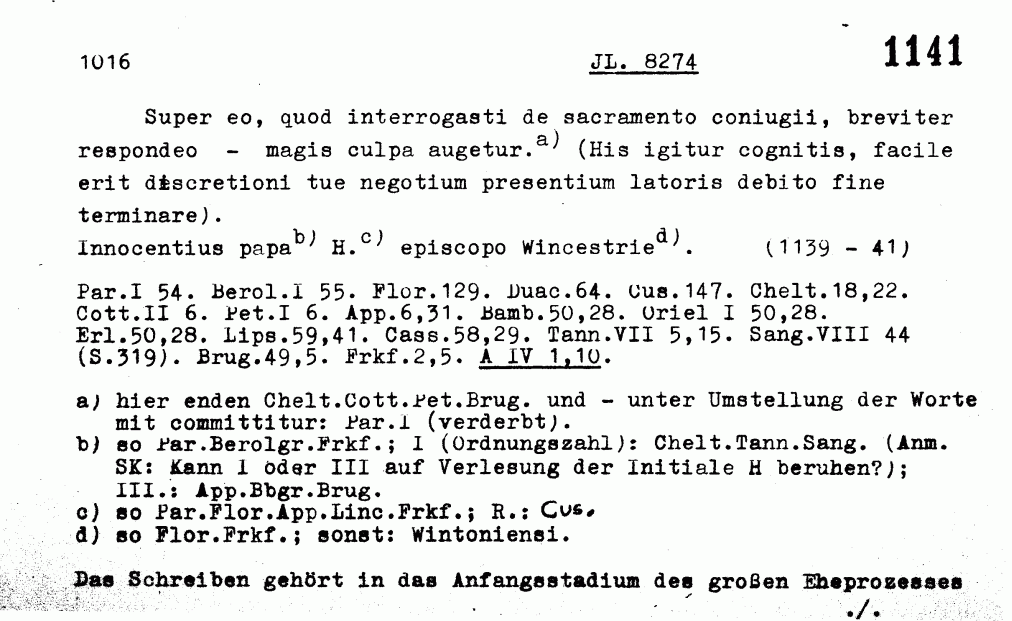 1016 JL. 8274 1141
Super eo, quod interrogasti de sacramento coniugii, breviter
respondeo - magis culpa augetur.a) (His igitur cognitis, facile
erit discretioni tue negotium presentium latoris debito fine
terminare).
Innocentius papab) H.c) episcopo Wincestried). (1139 - 41)
Par.I 54. Berol.I 55. Flor.129. Duac.64. Cus.147. Chelt.18,22.
Cott.II 6. Pet.I 6. App.6,31. Bamb.50,28. Oriel I 50,28.
Erl.50,28. Lips.59,41. Cass.58,29. Tann.VII 5,15. Sang.VIII 44
(S.319). Brug.49,5. Frkf.2,5. A IV 1,10.
a) hier enden Chelt.Cott.Pet.Brug. und - unter Umstellung der Worte
mit committitur: Par.I (verderbt).
b) so Par.Berolgr.Frkf.; I (Ordnungszahl): Chelt.Tann.Sang. (Anm.
SK: Kann I oder III auf Verlesung der Initiale H beruhen?);
III.: App.Bbgr.Brug.
c) so Par.Flor.App.Linc.Frkf.; R.: Cus.
d) so Flor.Frkf.; sonst: Wintoniensi.
Das Schreiben gehört in das Anfangsstadium des großen Eheprozesses
./.